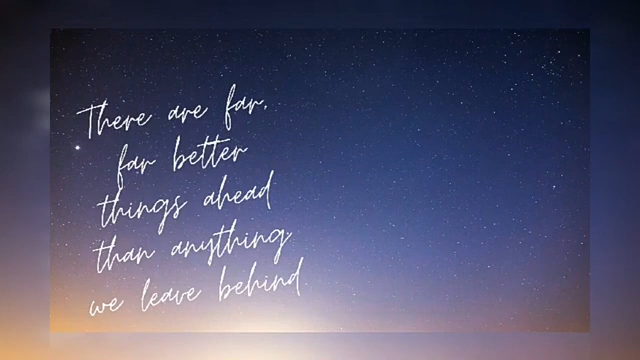 There are far,
far better
things ahead
than anything
we leave behind